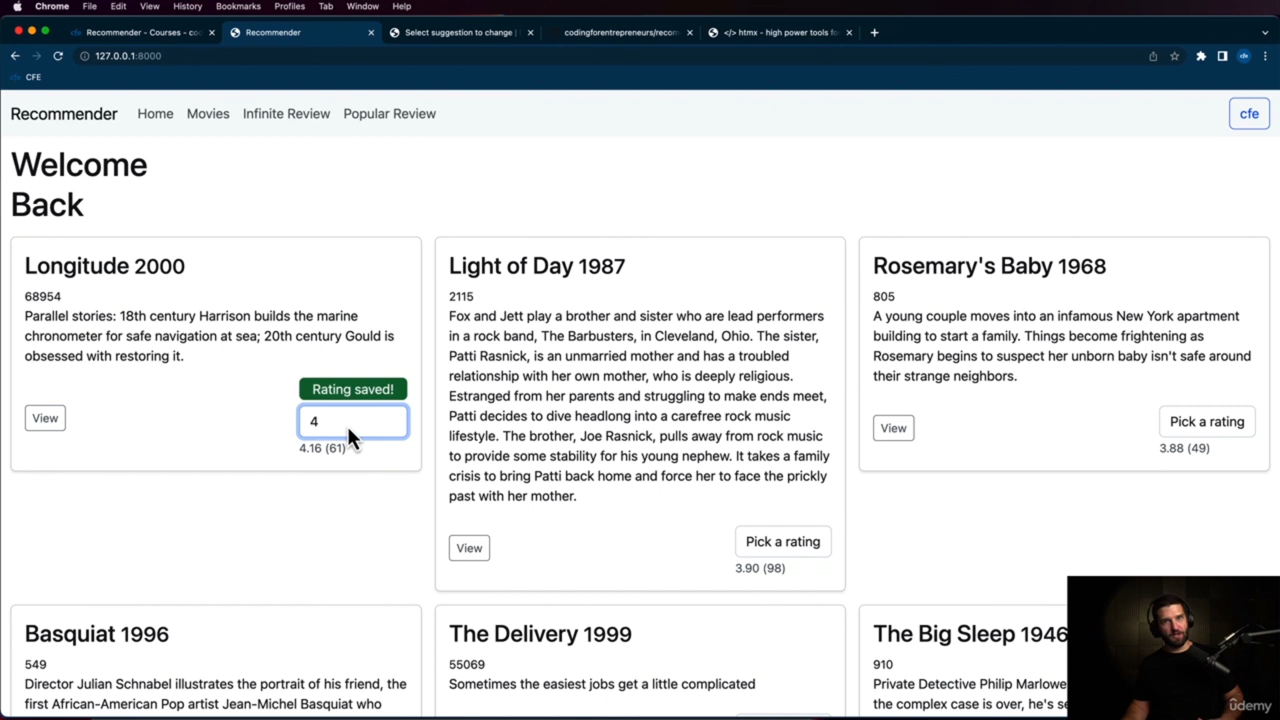 Chrome File Edit View History Bookmarks Profiles Tab Window Help
cfe Recommender - Courses - co
Recommender
Select suggestion to change |
codingforentrepreneurs/recom
</> htmx - high power tools fo
127.0.0.1:8000
cfe
cfe CFE
Recommender Home Movies Infinite Review Popular Review cfe
Welcome
Back
Longitude 2000
68954
Parallel stories: 18th century Harrison builds the marine
chronometer for safe navigation at sea; 20th century Gould is
obsessed with restoring it.
Rating saved!
View
4
4.16 (61)
Light of Day 1987
2115
Fox and Jett play a brother and sister who are lead performers
in a rock band, The Barbusters, in Cleveland, Ohio. The sister,
Patti Rasnick, is an unmarried mother and has a troubled
relationship with her own mother, who is deeply religious.
Estranged from her parents and struggling to make ends meet,
Patti decides to dive headlong into a carefree rock music
lifestyle. The brother, Joe Rasnick, pulls away from rock music
to provide some stability for his young nephew. It takes a family
crisis to bring Patti back home and force her to face the prickly
past with her mother.
View
Pick a rating
3.90 (98)
Rosemary's Baby 1968
805
A young couple moves into an infamous New York apartment
building to start a family. Things become frightening as
Rosemary begins to suspect her unborn baby isn't safe around
their strange neighbors.
View
Pick a rating
3.88 (49)
Basquiat 1996
549
Director Julian Schnabel illustrates the portrait of his friend, the
first African-American Pop artist Jean-Michel Basquiat who
The Delivery 1999
55069
Sometimes the easiest jobs get a little complicated
The Big Sleep 1946
910
Private Detective Philip Marlowe
the complex case is over, he's se
udemy